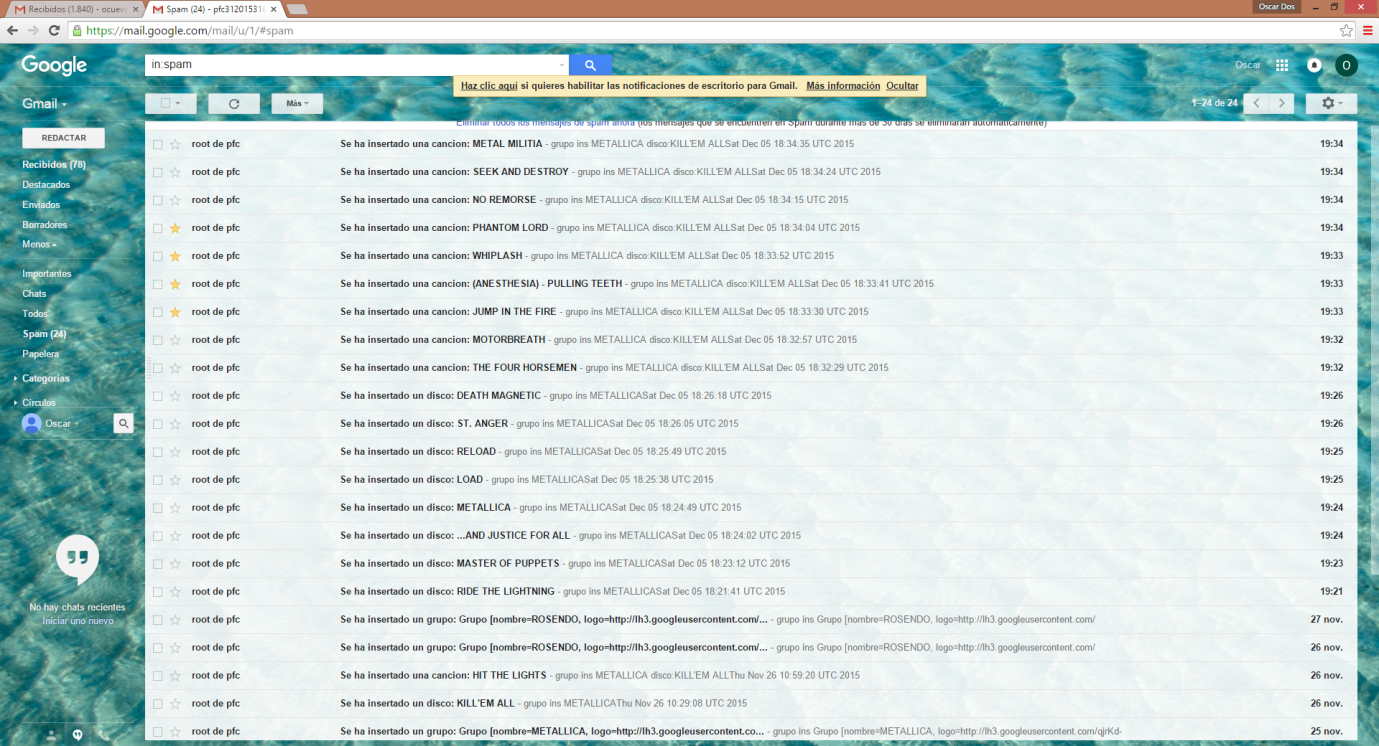 Recibidos (1.840) - ocuev
Spam (24) - pfc3120153
Oscar Dos
https://mail.google.com/mail/u/1/#spam
Google
in:spam
Oscar
O
Haz clic aquí si quieres habilitar las notificaciones de escritorio para Gmail. Más información Ocultar
Gmail
Más
1–24 de 24
Eliminar todos los mensajes de spam ahora (los mensajes que se encuentren en Spam durante más de 30 días se eliminarán automáticamente)
REDACTAR
Recibidos (78)
Destacados
Enviados
Borradores
Menos
Importantes
Chats
Todos
Spam (24)
Papelera
Categorías
Círculos
Oscar
No hay chats recientes
Iniciar uno nuevo
root de pfc Se ha insertado una cancion: METAL MILITIA - grupo ins METALLICA disco:KILL'EM ALLSat Dec 05 18:34:35 UTC 2015 19:34
root de pfc Se ha insertado una cancion: SEEK AND DESTROY - grupo ins METALLICA disco:KILL'EM ALLSat Dec 05 18:34:24 UTC 2015 19:34
root de pfc Se ha insertado una cancion: NO REMORSE - grupo ins METALLICA disco:KILL'EM ALLSat Dec 05 18:34:15 UTC 2015 19:34
root de pfc Se ha insertado una cancion: PHANTOM LORD - grupo ins METALLICA disco:KILL'EM ALLSat Dec 05 18:34:04 UTC 2015 19:34
root de pfc Se ha insertado una cancion: WHIPLASH - grupo ins METALLICA disco:KILL'EM ALLSat Dec 05 18:33:52 UTC 2015 19:33
root de pfc Se ha insertado una cancion: (ANESTHESIA) - PULLING TEETH - grupo ins METALLICA disco:KILL'EM ALLSat Dec 05 18:33:41 UTC 2015 19:33
root de pfc Se ha insertado una cancion: JUMP IN THE FIRE - grupo ins METALLICA disco:KILL'EM ALLSat Dec 05 18:33:30 UTC 2015 19:33
root de pfc Se ha insertado una cancion: MOTORBREATH - grupo ins METALLICA disco:KILL'EM ALLSat Dec 05 18:32:57 UTC 2015 19:32
root de pfc Se ha insertado una cancion: THE FOUR HORSEMEN - grupo ins METALLICA disco:KILL'EM ALLSat Dec 05 18:32:29 UTC 2015 19:32
root de pfc Se ha insertado un disco: DEATH MAGNETIC - grupo ins METALLICASat Dec 05 18:26:18 UTC 2015 19:26
root de pfc Se ha insertado un disco: ST. ANGER - grupo ins METALLICASat Dec 05 18:26:05 UTC 2015 19:26
root de pfc Se ha insertado un disco: RELOAD - grupo ins METALLICASat Dec 05 18:25:49 UTC 2015 19:25
root de pfc Se ha insertado un disco: LOAD - grupo ins METALLICASat Dec 05 18:25:38 UTC 2015 19:25
root de pfc Se ha insertado un disco: METALLICA - grupo ins METALLICASat Dec 05 18:24:49 UTC 2015 19:24
root de pfc Se ha insertado un disco: ...AND JUSTICE FOR ALL - grupo ins METALLICASat Dec 05 18:24:02 UTC 2015 19:24
root de pfc Se ha insertado un disco: MASTER OF PUPPETS - grupo ins METALLICASat Dec 05 18:23:12 UTC 2015 19:23
root de pfc Se ha insertado un disco: RIDE THE LIGHTNING - grupo ins METALLICASat Dec 05 18:21:41 UTC 2015 19:21
root de pfc Se ha insertado un grupo: Grupo [nombre=ROSENDO, logo=http://lh3.googleusercontent.com/... - grupo ins Grupo [nombre=ROSENDO, logo=http://lh3.googleusercontent.com/ 27 nov.
root de pfc Se ha insertado un grupo: Grupo [nombre=ROSENDO, logo=http://lh3.googleusercontent.com/... - grupo ins Grupo [nombre=ROSENDO, logo=http://lh3.googleusercontent.com/ 26 nov.
root de pfc Se ha insertado una cancion: HIT THE LIGHTS - grupo ins METALLICA disco:KILL'EM ALLThu Nov 26 10:59:20 UTC 2015 26 nov.
root de pfc Se ha insertado un disco: KILL'EM ALL - grupo ins METALLICAThu Nov 26 10:29:08 UTC 2015 26 nov.
root de pfc Se ha insertado un grupo: Grupo [nombre=METALLICA, logo=http://lh3.googleusercontent.co... - grupo ins Grupo [nombre=METALLICA, logo=http://lh3.googleusercontent.com/qjrKd- 25 nov.